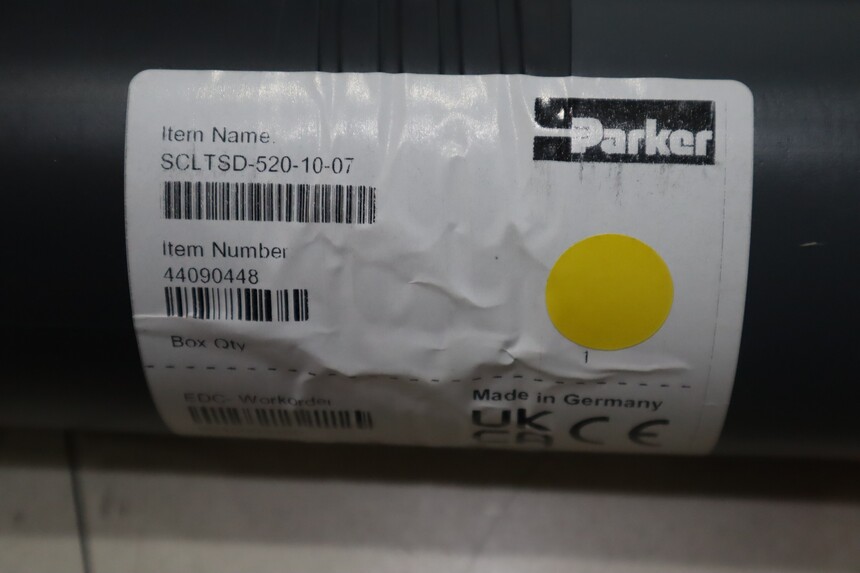 Parker
Item Name
SCLTSD-520-10-07
Item Number
44090448
Box Qty
1
EDC- Workorder
Made in Germany
UK
CA CE